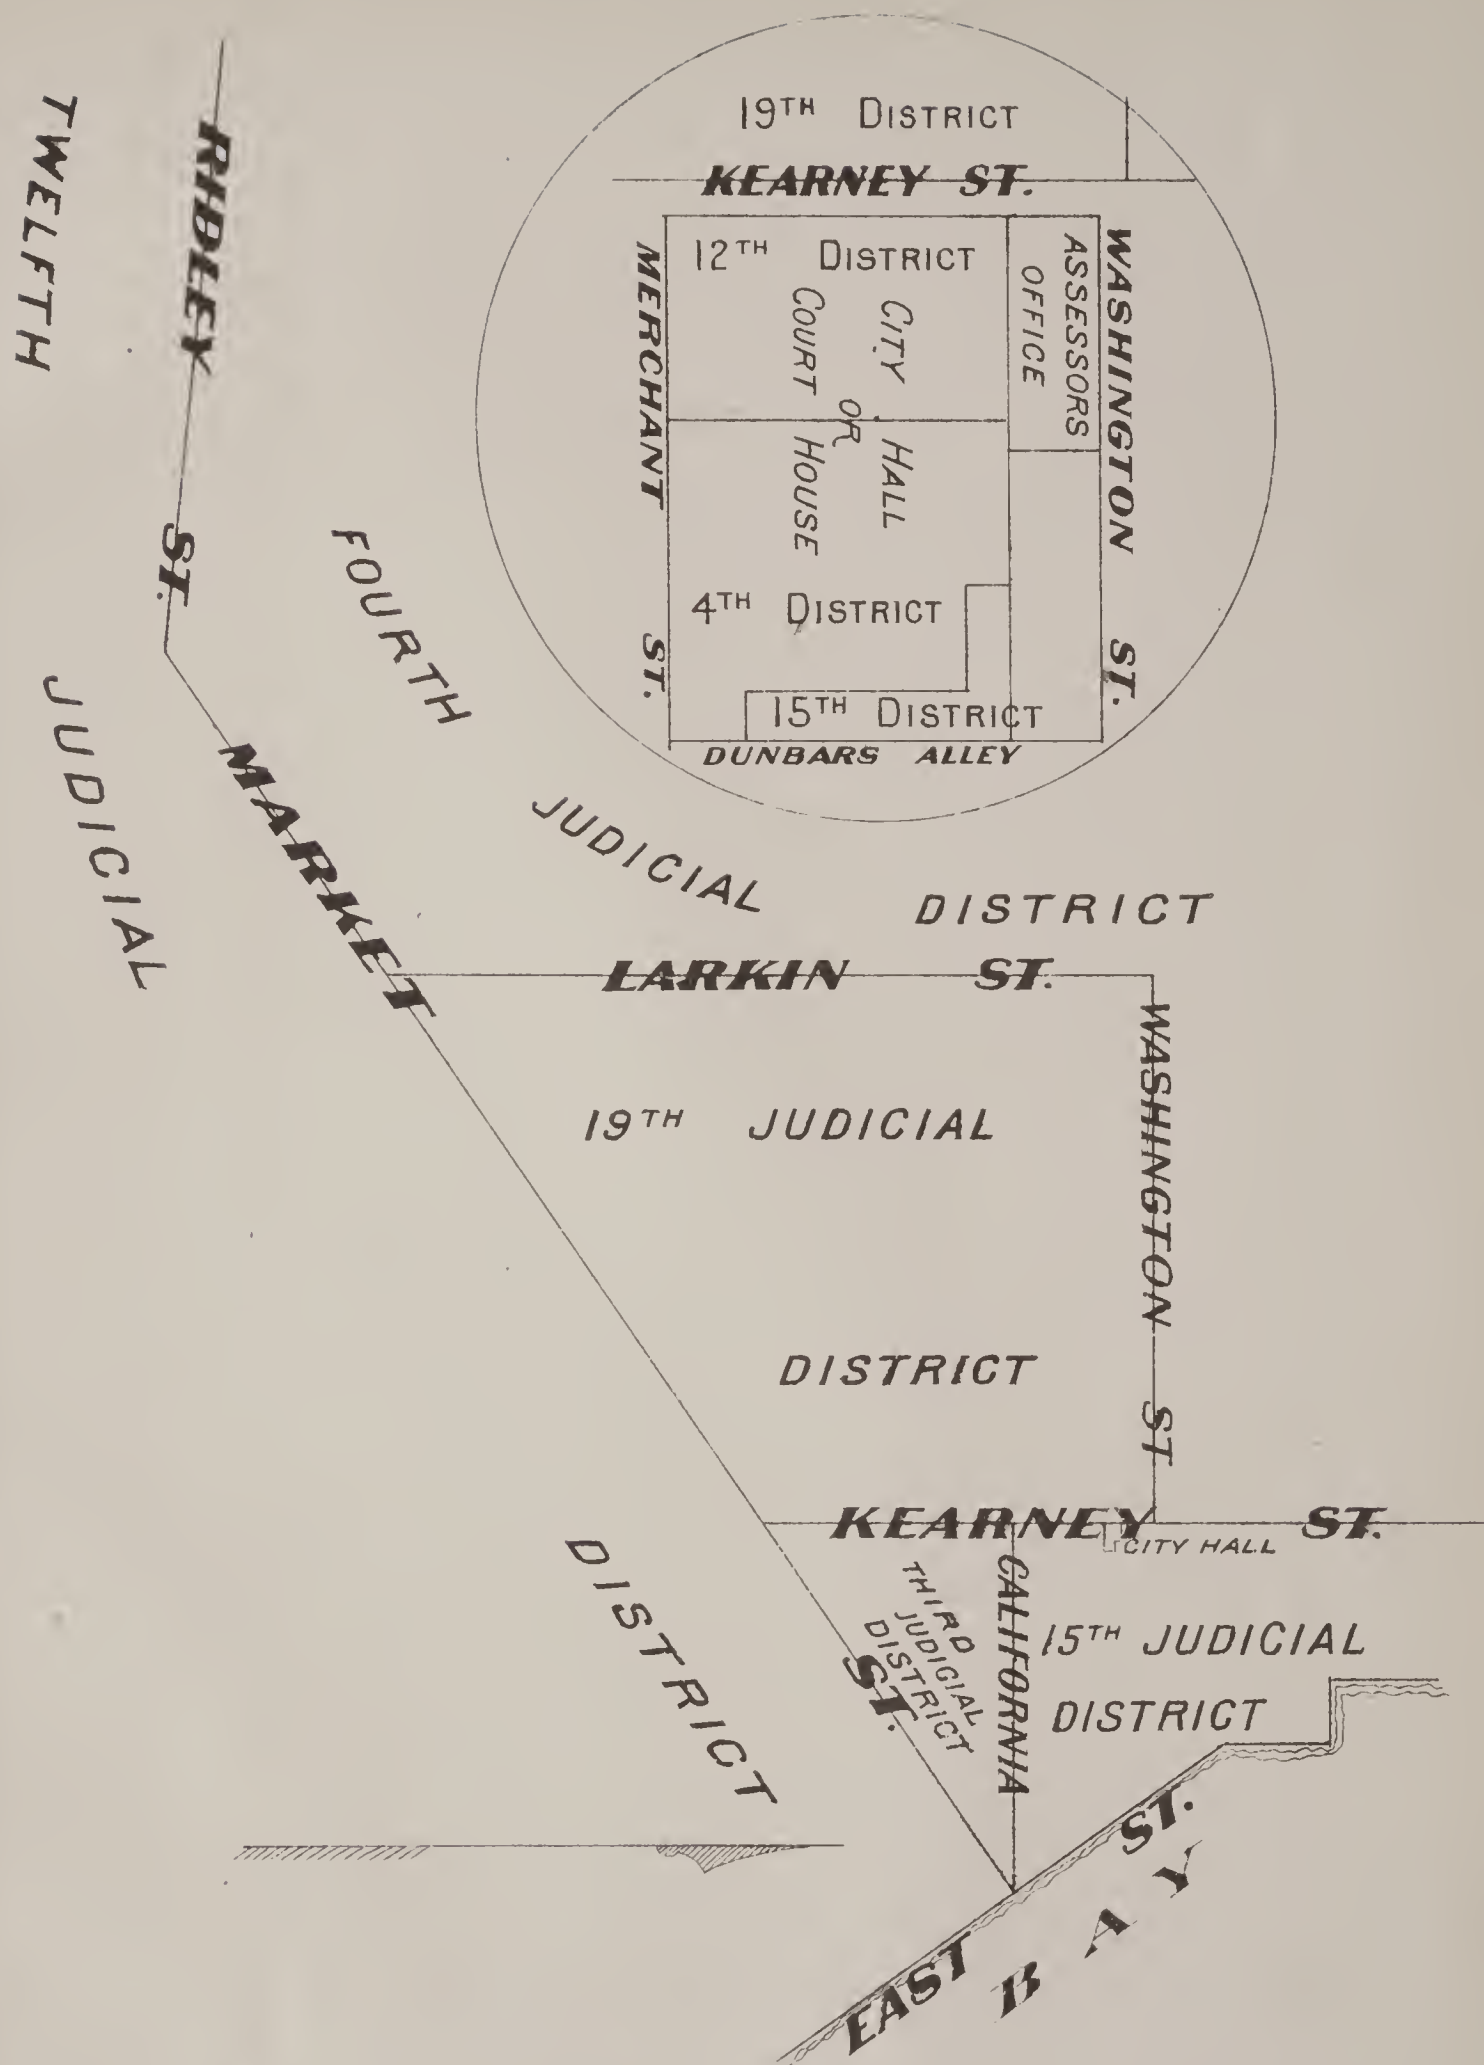 19TH DISTRICT
KEARNEY ST.
12TH DISTRICT
ASSESSORS
OFFICE
WASHINGTON ST.
MERCHANT ST.
CITY HALL
OR
COURT HOUSE
4TH DISTRICT
15TH DISTRICT
DUNBARS ALLEY
TWELFTH
JUDICIAL
DISTRICT
RIDLEY ST.
FOURTH
JUDICIAL
DISTRICT
MARKET ST.
LARKIN ST.
WASHINGTON ST
19TH JUDICIAL
DISTRICT
KEARNEY ST.
CITY HALL
CALIFORNIA
THIRD
JUDICIAL
DISTRICT
15TH JUDICIAL
DISTRICT
EAST ST.
BAY